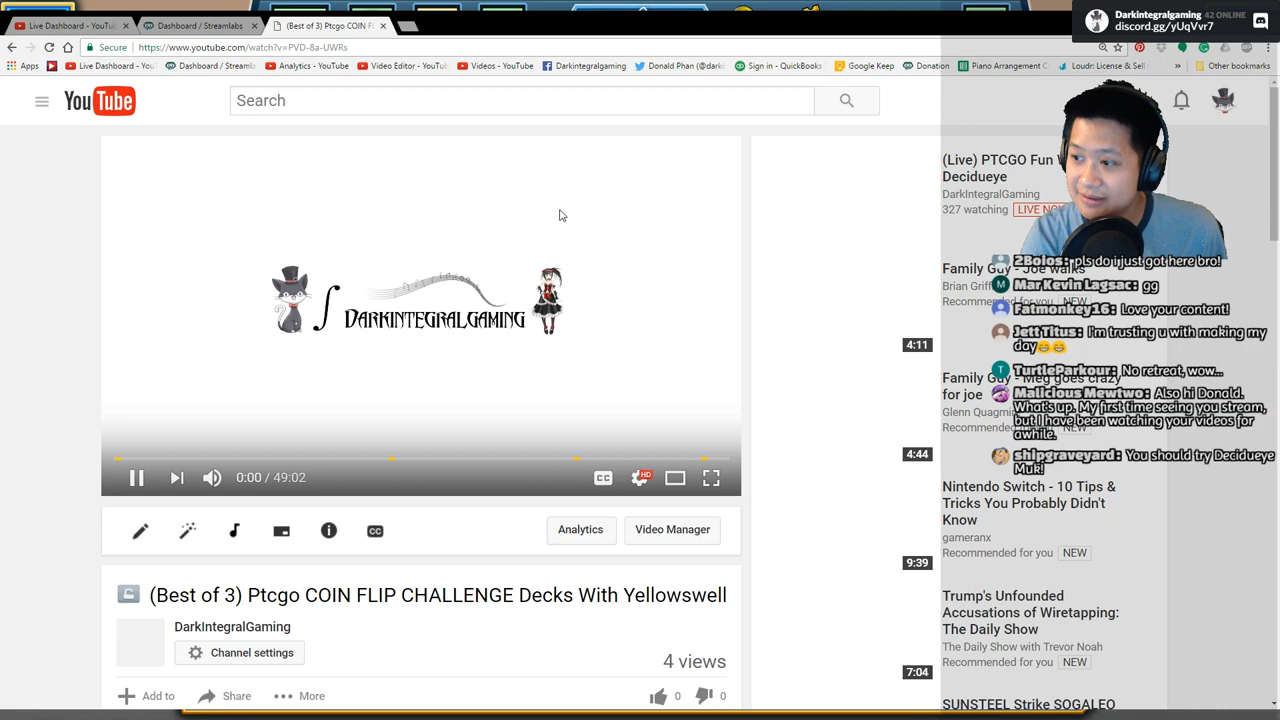 Live Dashboard - YouTu
Dashboard / Streamlabs
(Best of 3) Ptcgo COIN FL
Darkintegralgaming 42 ONLINE
discord.gg/yUqVvr7
Secure
https://www.youtube.com/watch?v=PVD-8a-UWRs
Apps
Live Dashboard - You
Dashboard / Streamla
Analytics - YouTube
Video Editor - YouTub
Videos - YouTube
Darkintegralgaming
Donald Phan (@darki
Sign in - QuickBooks
Google Keep
Donation
Piano Arrangement C
Loudr: License & Sell
Other bookmarks
YouTube
Search
DARKINTEGRALGAMING
0:00 / 49:02
CC
HD
CC
Analytics
Video Manager
(Best of 3) Ptcgo COIN FLIP CHALLENGE Decks With Yellowswell
DarkIntegralGaming
Channel settings
4 views
Add to
Share
More
0
0
(Live) PTCGO Fun
Decidueye
DarkIntegralGaming
327 watching
LIVE NO
Family Guy - Joe walks
Brian Griff
Recommended for you NEW
4:11
Family Guy - Meg goes crazy
for joe
Glenn Quagm
Recommended for you NEW
4:44
Nintendo Switch - 10 Tips &
Tricks You Probably Didn't
Know
gameranx
Recommended for you NEW
9:39
Trump's Unfounded
Accusations of Wiretapping:
The Daily Show
The Daily Show with Trevor Noah
Recommended for you NEW
7:04
SUNSTEEL Strike SOGALEO
2Bolos: pls do i just got here bro!
M
Mar Kevin Lagsac: gg
Fatmonkey16: Love your content!
Jett Titus: I'm trusting u with making my
day😂😂
T
TurtleParkour: No retreat, wow...
Malicious Mewtwo: Also hi Donald.
What's up. My first time seeing you stream,
but I have been watching your videos for
awhile.
shipgraveyard: You should try Decidueye
Muk!